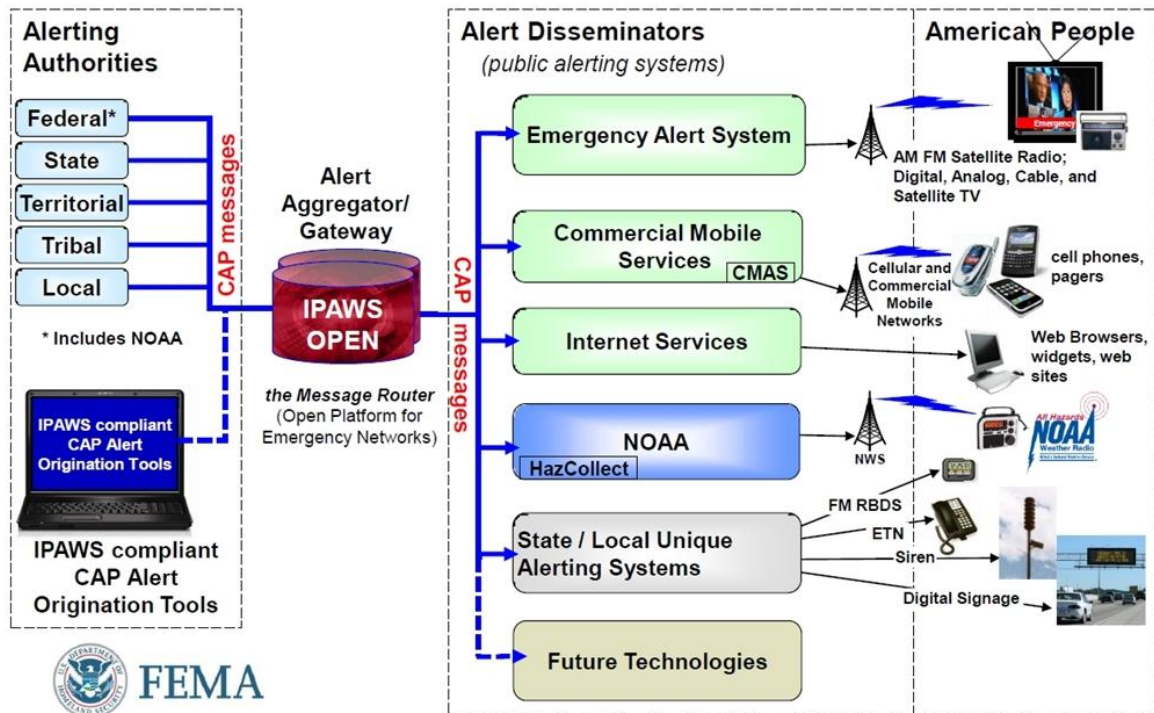 Alerting
Authorities
Federal*
State
Territorial
Tribal
Local
* Includes NOAA
CAP messages
IPAWS compliant
CAP Alert
Origination Tools
IPAWS compliant
CAP Alert
Origination Tools
FEMA
Alert
Aggregator/
Gateway
IPAWS
OPEN
the Message Router
(Open Platform for
Emergency Networks)
CAP messages
Alert Disseminators
(public alerting systems)
Emergency Alert System
Commercial Mobile
Services
CMAS
Internet Services
NOAA
HazCollect
State / Local Unique
Alerting Systems
Future Technologies
American People
Emergency
AM FM Satellite Radio;
Digital, Analog, Cable, and
Satellite TV
Cellular and
Commercial
Mobile
Networks
cell phones,
pagers
Web Browsers,
widgets, web
sites
NWS
All Hazards
NOAA
Weather Radio
FM RBDS
ETN
Siren
Digital Signage